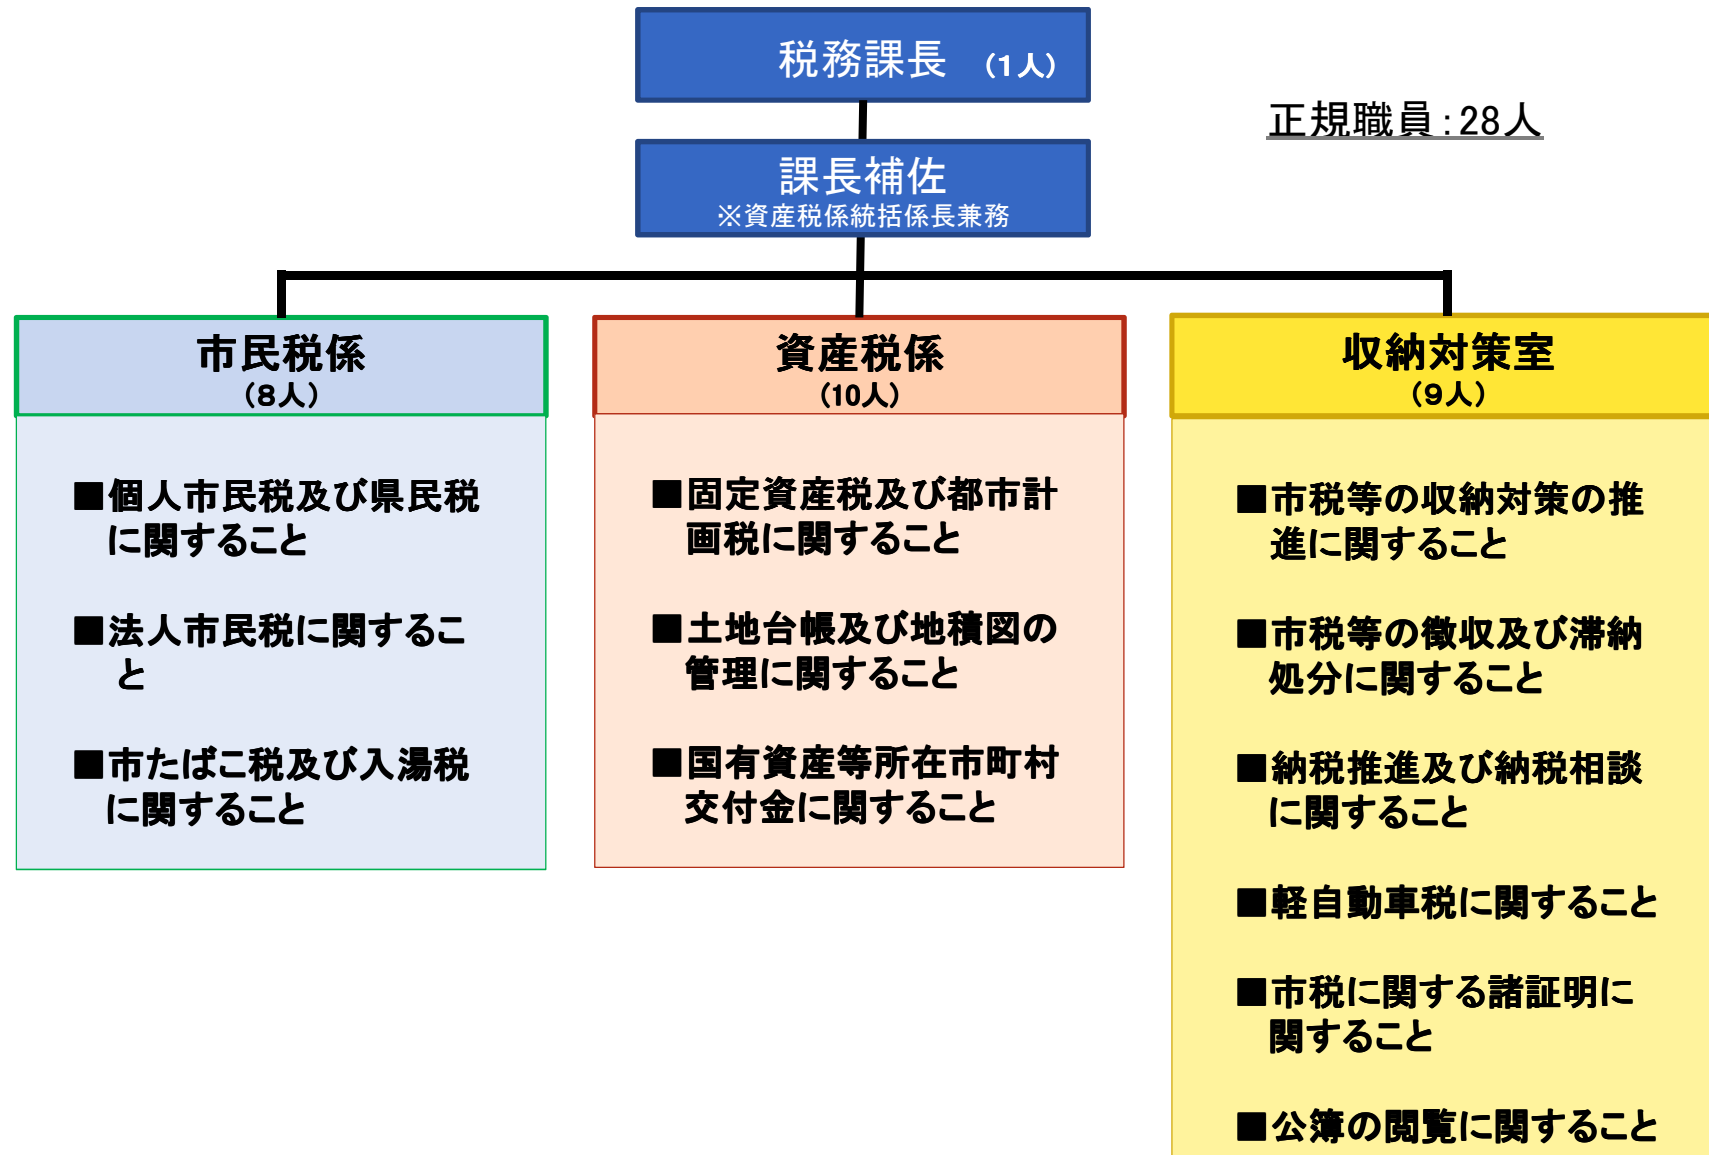 税務課長 （1人）
正規職員：28人
課長補佐
※資産税係統括係長兼務
市民税係
（8人）
■個人市民税及び県民税
に関すること
■法人市民税に関するこ
と
■市たばこ税及び入湯税
に関すること
資産税係
（10人）
■固定資産税及び都市計
画税に関すること
■土地台帳及び地積図の
管理に関すること
■国有資産等所在市町村
交付金に関すること
収納対策室
（9人）
■市税等の収納対策の推
進に関すること
■市税等の徴収及び滞納
処分に関すること
■納税推進及び納税相談
に関すること
■軽自動車税に関すること
■市税に関する諸証明に
関すること
■公簿の閲覧に関すること